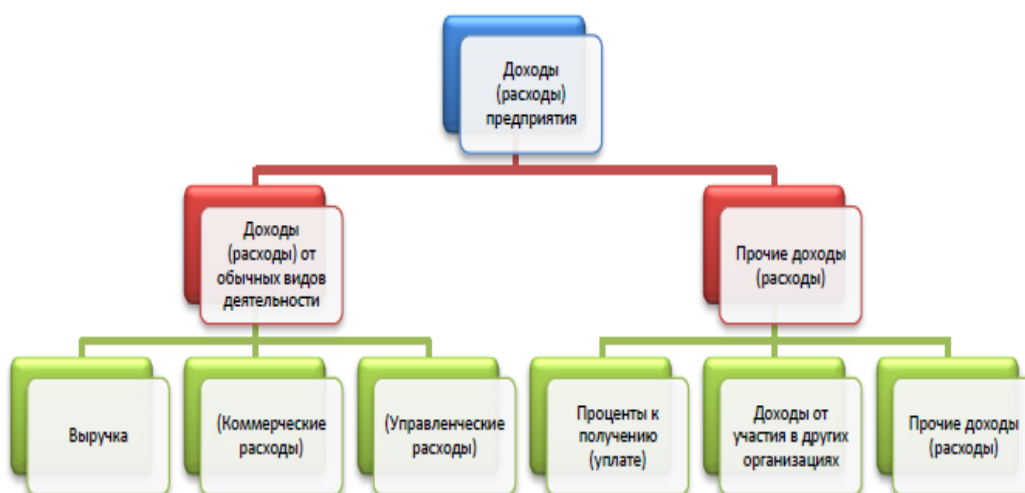 Доходы
(расходы)
предприятия
Доходы
(расходы) от
обычных видов
деятельности
Прочие доходы
(расходы)
Выручка
(Коммерческие
расходы)
(Управленческие
расходы)
Проценты к
получению
(уплате)
Доходы от
участия в других
организациях
Прочие доходы
(расходы)